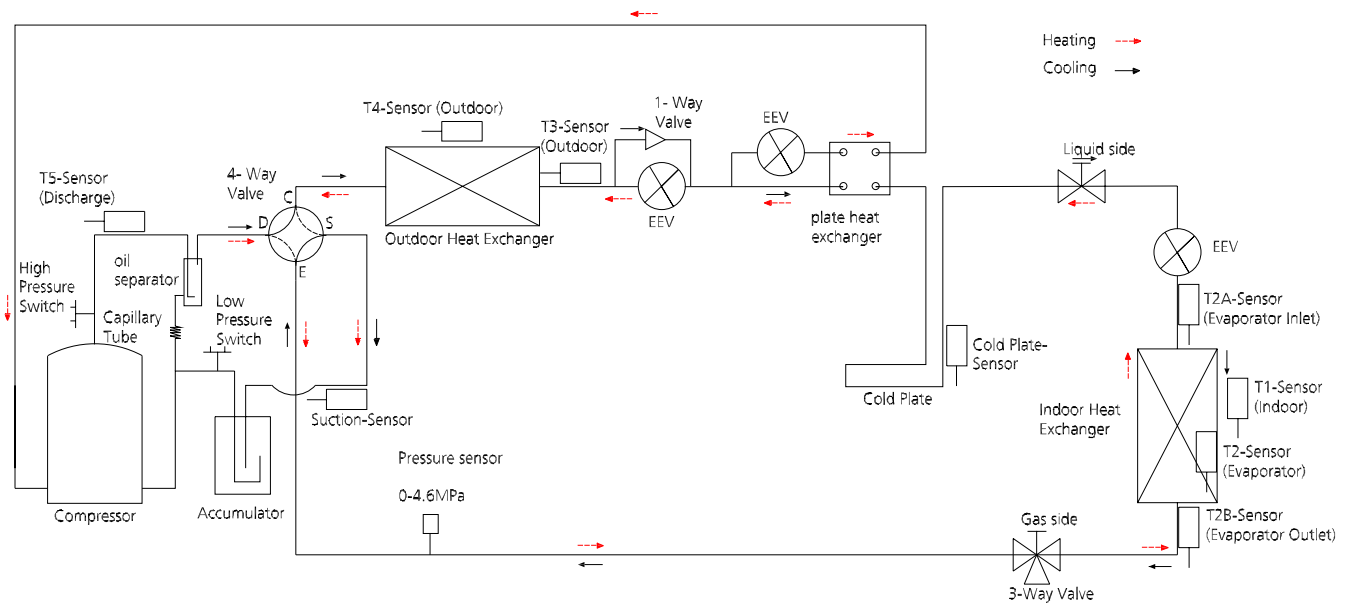 Heating
Cooling
T4-Sensor (Outdoor)
1- Way
Valve
EEV
T3-Sensor
(Outdoor)
Liquid side
4- Way
Valve
T5-Sensor
(Discharge)
C
D
S
E
EEV
plate heat
exchanger
Outdoor Heat Exchanger
EEV
oil
separator
High
Pressure
Switch
Low
Pressure
Switch
Capillary
Tube
T2A-Sensor
(Evaporator Inlet)
Cold Plate-
Sensor
Cold Plate
T1-Sensor
(Indoor)
Indoor Heat
Exchanger
Suction-Sensor
T2-Sensor
(Evaporator)
Pressure sensor
0-4.6MPa
Compressor
Accumulator
Gas side
T2B-Sensor
(Evaporator Outlet)
3-Way Valve